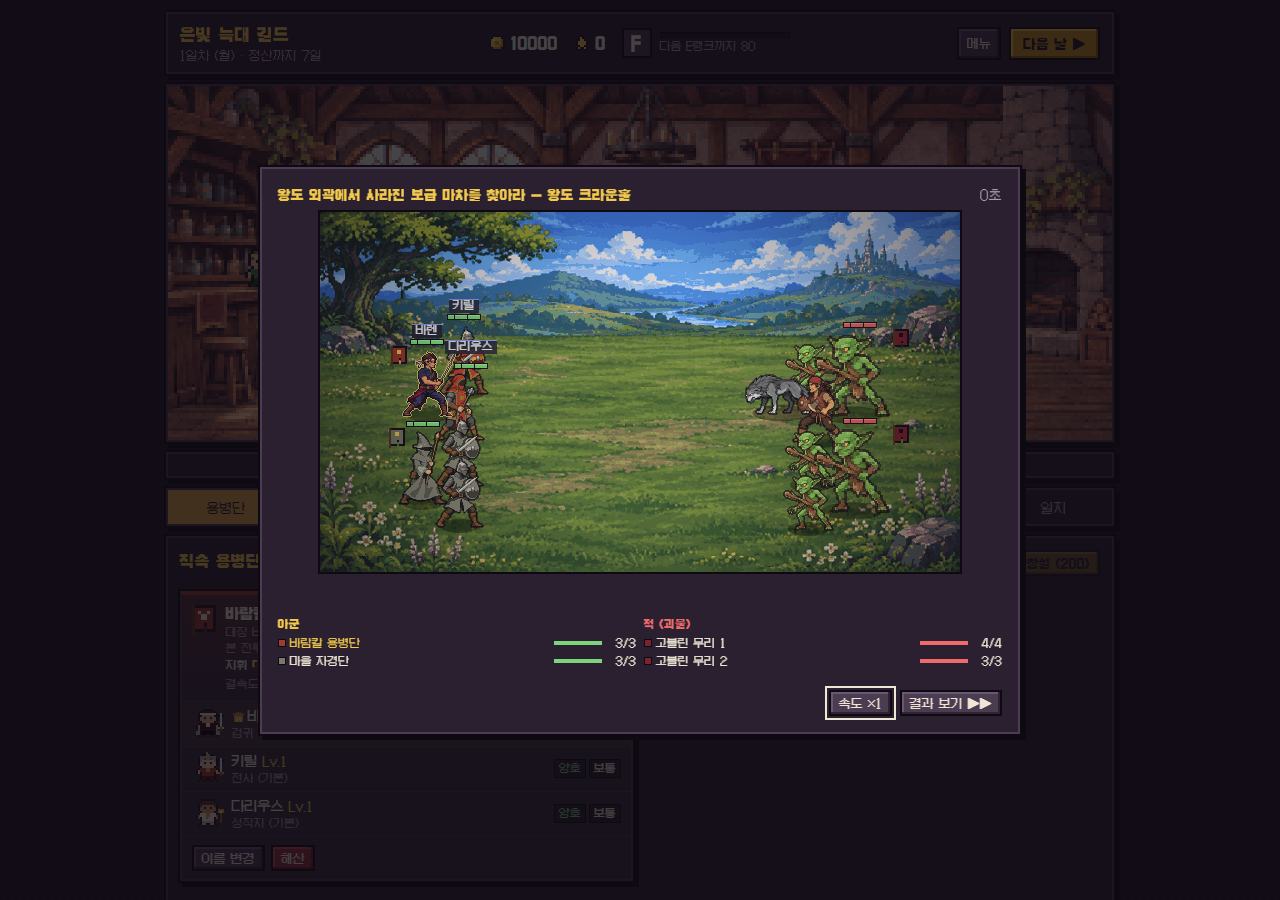 은빛 늑대 길드
1일차 (월) · 정산까지 7일
10000
0
F
다음 E랭크까지 80
메뉴
다음 날 ▶
왕도 외곽에서 사라진 보급 마차를 찾아라 — 왕도 크라운홀
0초
키릴
비렌
다리우스
용병단
일지
직속 용병단
창설 (200)
아군
바람칼 용병단 3/3
마을 자경단 3/3
적 (괴물)
고블린 무리 1 4/4
고블린 무리 2 3/3
속도 ×1
결과 보기 ▶▶
키릴 Lv.1
전사 (기본)
양호 보통
다리우스 Lv.1
성직자 (기본)
양호 보통
이름 변경
해산